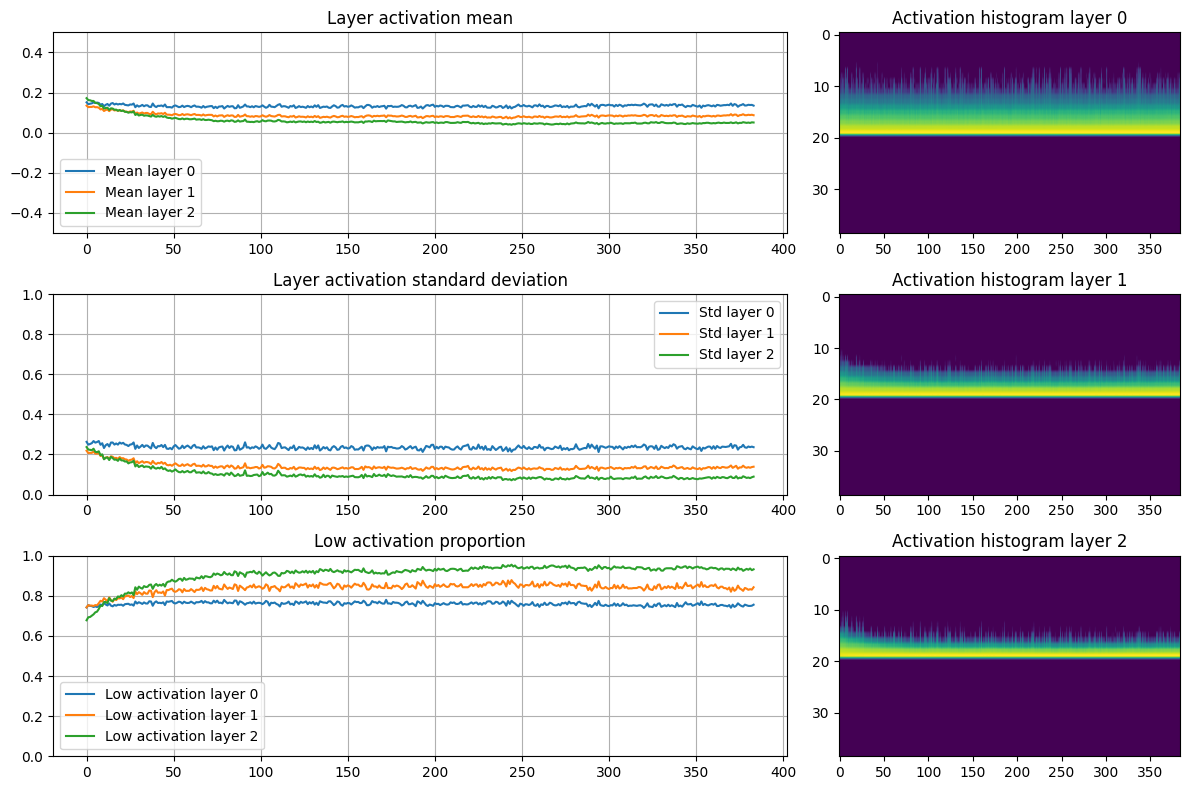 Layer activation mean
0.4
0.2
0.0
−0.2
−0.4
Mean layer 0
Mean layer 1
Mean layer 2
0 50 100 150 200 250 300 350 400
Activation histogram layer 0
0
10
20
30
0 50 100 150 200 250 300 350
Layer activation standard deviation
1.0
0.8
0.6
0.4
0.2
0.0
Std layer 0
Std layer 1
Std layer 2
0 50 100 150 200 250 300 350 400
Activation histogram layer 1
0
10
20
30
0 50 100 150 200 250 300 350
Low activation proportion
1.0
0.8
0.6
0.4
0.2
0.0
Low activation layer 0
Low activation layer 1
Low activation layer 2
0 50 100 150 200 250 300 350 400
Activation histogram layer 2
0
10
20
30
0 50 100 150 200 250 300 350